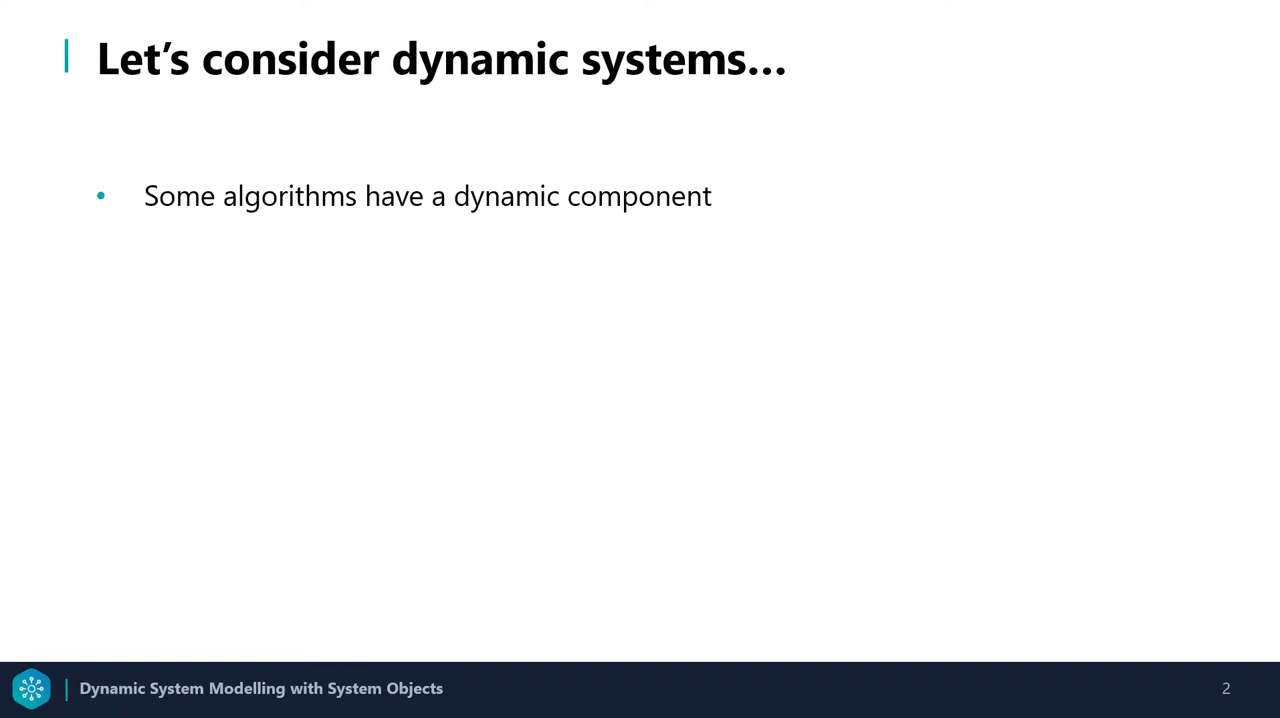 Let’s consider dynamic systems…
• Some algorithms have a dynamic component
Dynamic System Modelling with System Objects
2